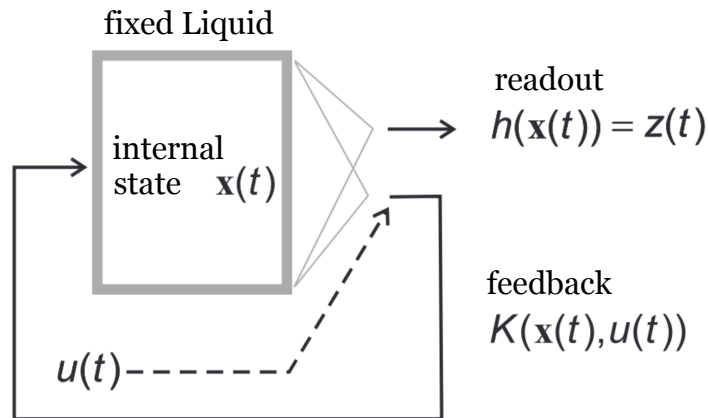 fixed Liquid
readout
h(x(t)) = z(t)
internal
state x(t)
feedback
K(x(t),u(t))
u(t)